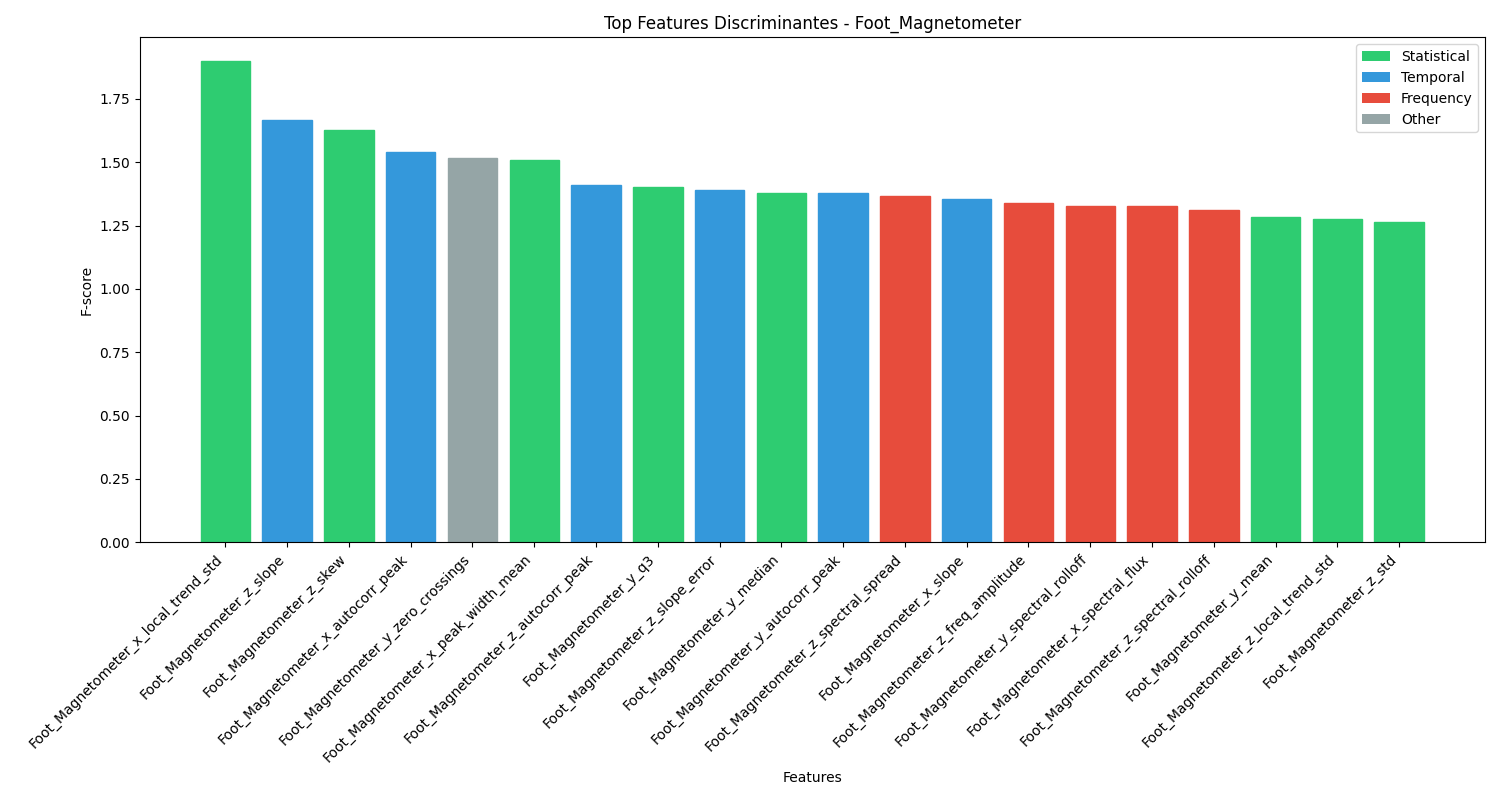 Top Features Discriminantes - Foot_Magnetometer
Statistical
Temporal
Frequency
Other
F-score
1.75
1.50
1.25
1.00
0.75
0.50
0.25
0.00
Foot_Magnetometer_x_local_trend_std
Foot_Magnetometer_z_slope
Foot_Magnetometer_z_skew
Foot_Magnetometer_x_autocorr_peak
Foot_Magnetometer_y_zero_crossings
Foot_Magnetometer_x_peak_width_mean
Foot_Magnetometer_z_autocorr_peak
Foot_Magnetometer_y_q3
Foot_Magnetometer_z_slope_error
Foot_Magnetometer_y_median
Foot_Magnetometer_y_autocorr_peak
Foot_Magnetometer_z_spectral_spread
Foot_Magnetometer_x_slope
Foot_Magnetometer_z_freq_amplitude
Foot_Magnetometer_y_spectral_rolloff
Foot_Magnetometer_x_spectral_flux
Foot_Magnetometer_z_spectral_rolloff
Foot_Magnetometer_y_mean
Foot_Magnetometer_z_local_trend_std
Foot_Magnetometer_z_std
Features